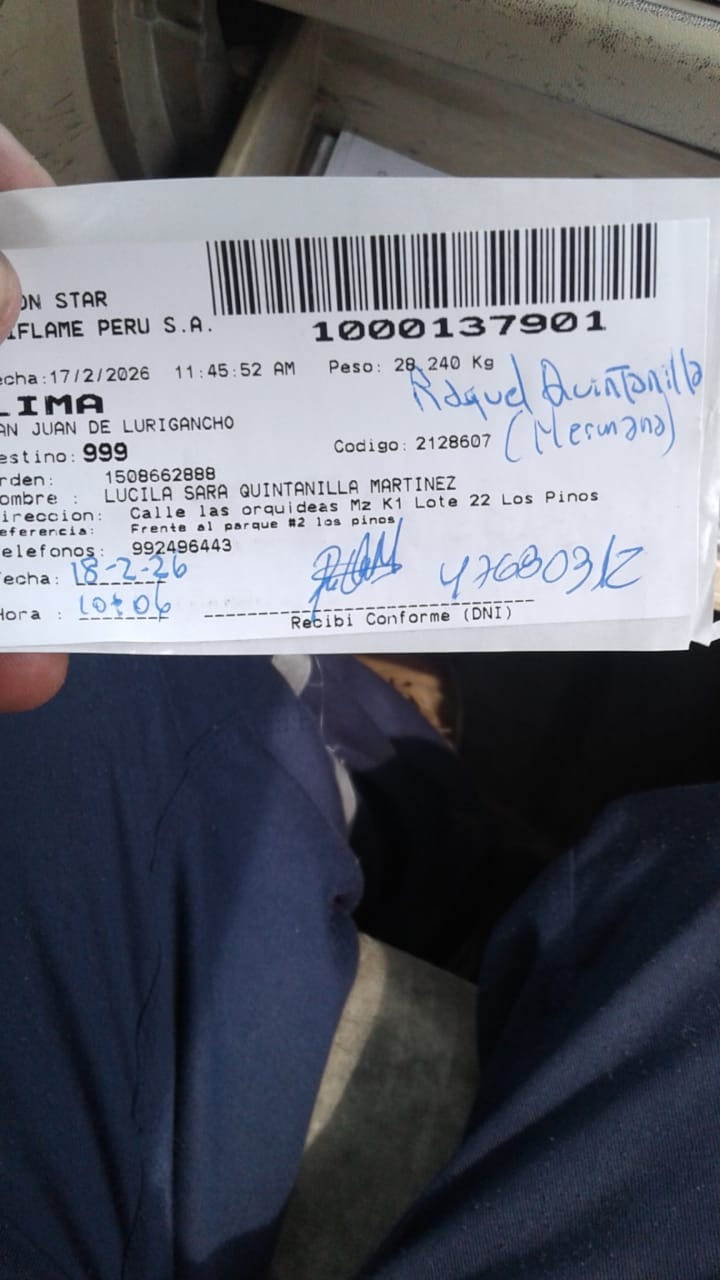 ON STAR
IFLAME PERU S.A.
1000137901
echa:17/2/2026 11:45:52 AM Peso: 28,240 Kg
LIMA
AN JUAN DE LURIGANCHO
Raquel Quintanilla
(Hermana)
estino: 999
Codigo: 2128607
rden: 1508662888
ombre : LUCILA SARA QUINTANILLA MARTINEZ
ireccion: Calle las orquideas Mz K1 Lote 22 Los Pinos
eferencia: Frente al parque #2 los pinos
elefonos: 992496443
echa: 18-2-26
Hora : 10:06
Recibi Conforme (DNI)